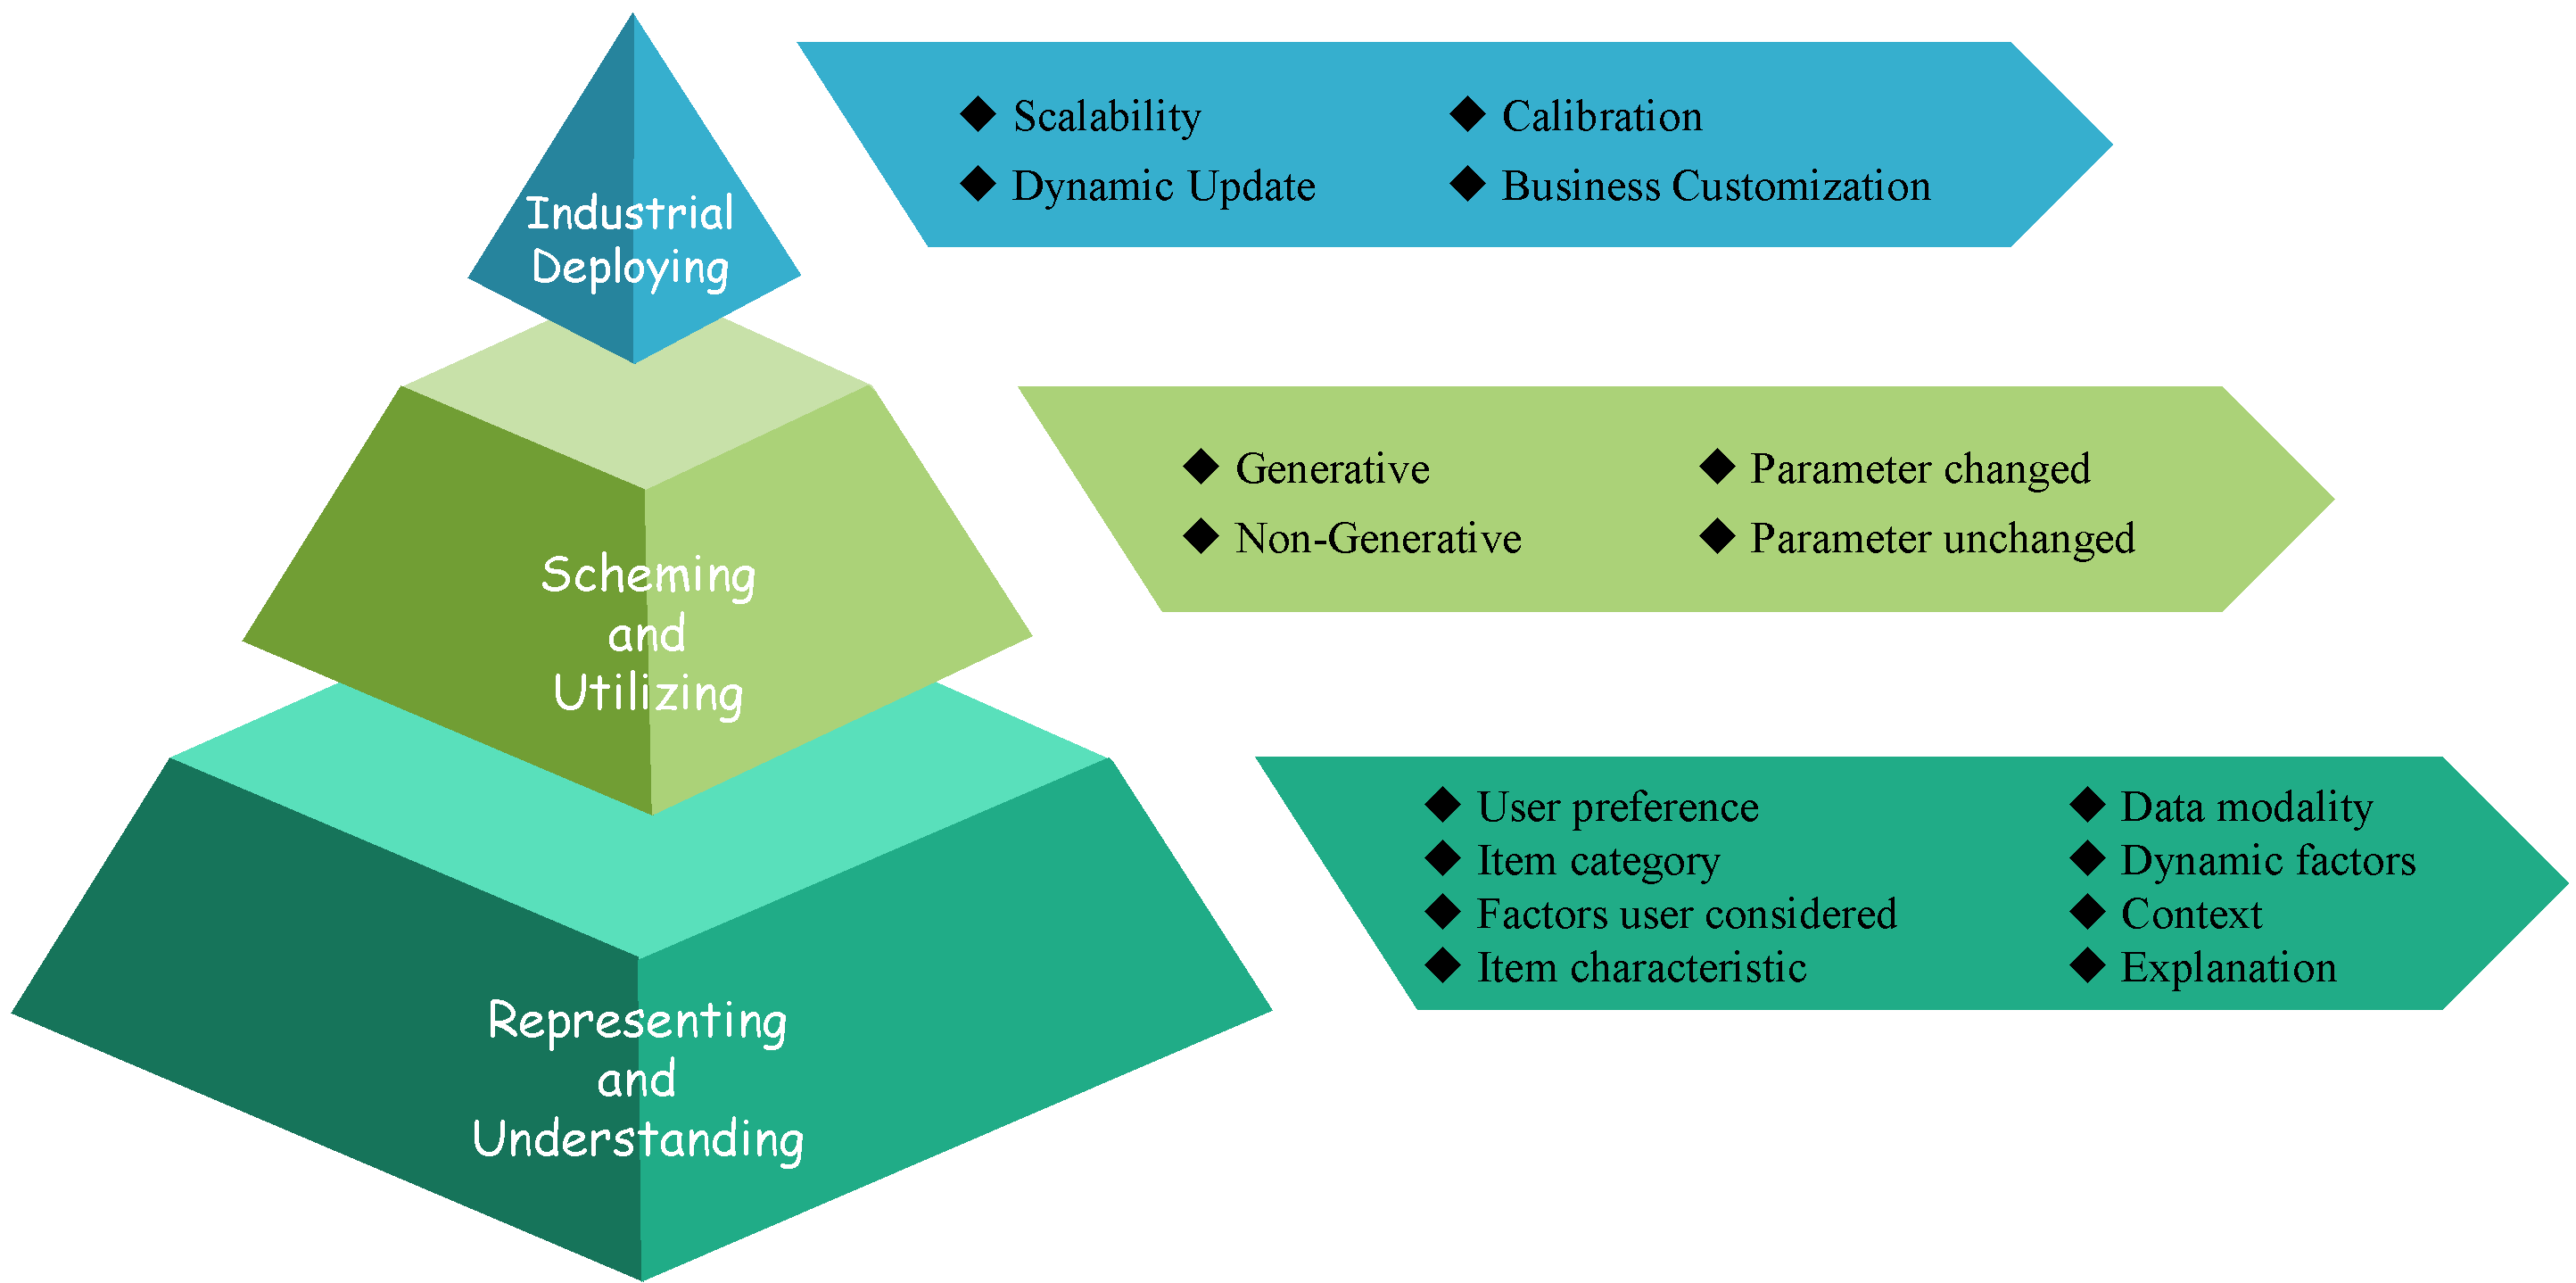 Industrial
Deploying
Scalability
Calibration
Dynamic Update
Business Customization
Scheming
and
Utilizing
Generative
Parameter changed
Non-Generative
Parameter unchanged
Representing
and
Understanding
User preference
Data modality
Item category
Dynamic factors
Factors user considered
Context
Item characteristic
Explanation